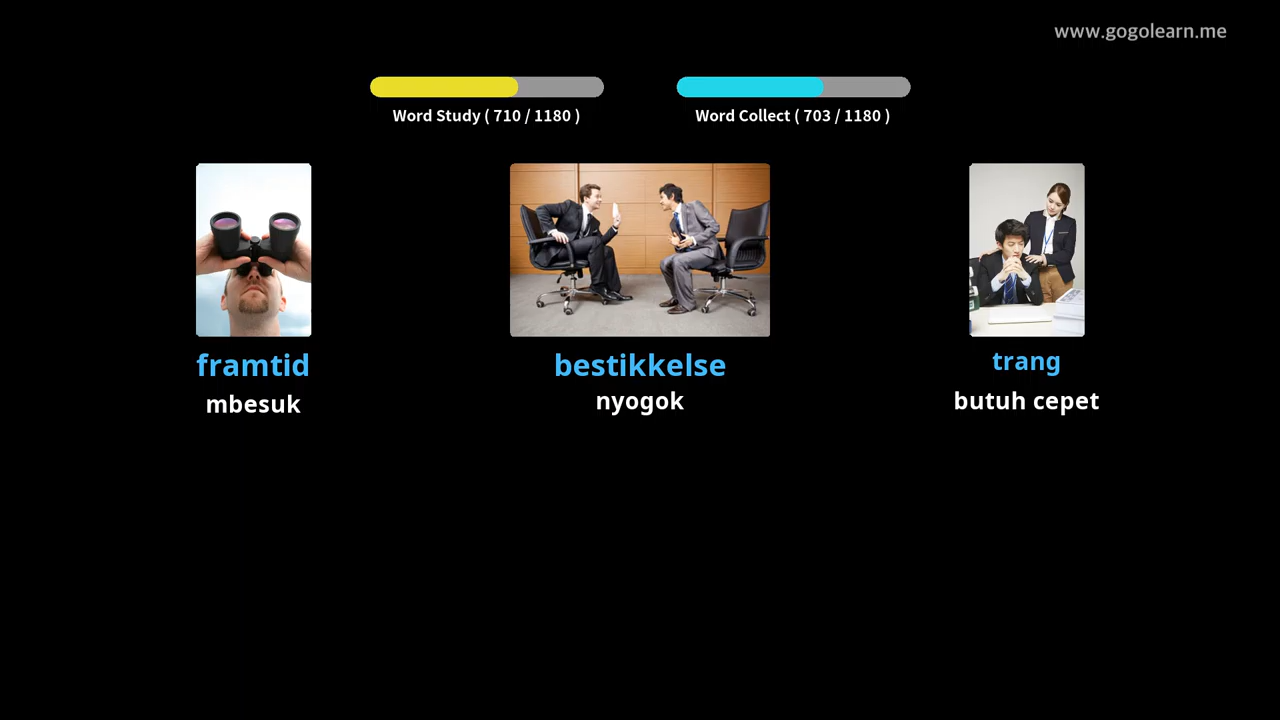 www.gogolearn.me
Word Study ( 710 / 1180 )
Word Collect ( 703 / 1180 )
framtid
bestikkelse
trang
mbesuk
nyogok
butuh cepet